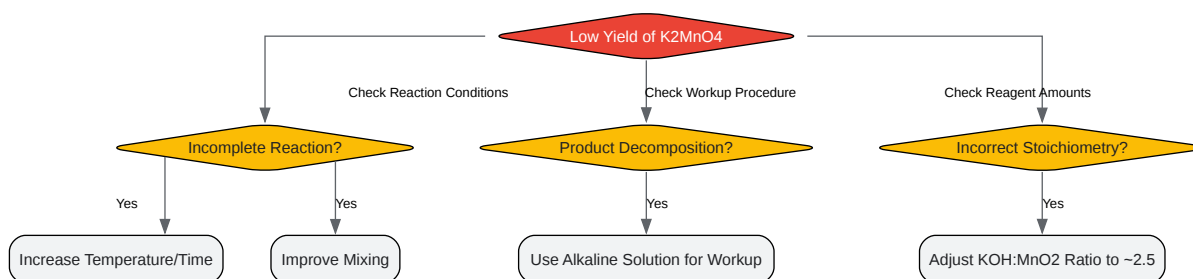 Low Yield of K2MnO4
Check Reaction Conditions
Check Workup Procedure
Check Reagent Amounts
Incomplete Reaction?
Product Decomposition?
Incorrect Stoichiometry?
Yes
Yes
Yes
Yes
Increase Temperature/Time
Improve Mixing
Use Alkaline Solution for Workup
Adjust KOH:MnO2 Ratio to ~2.5